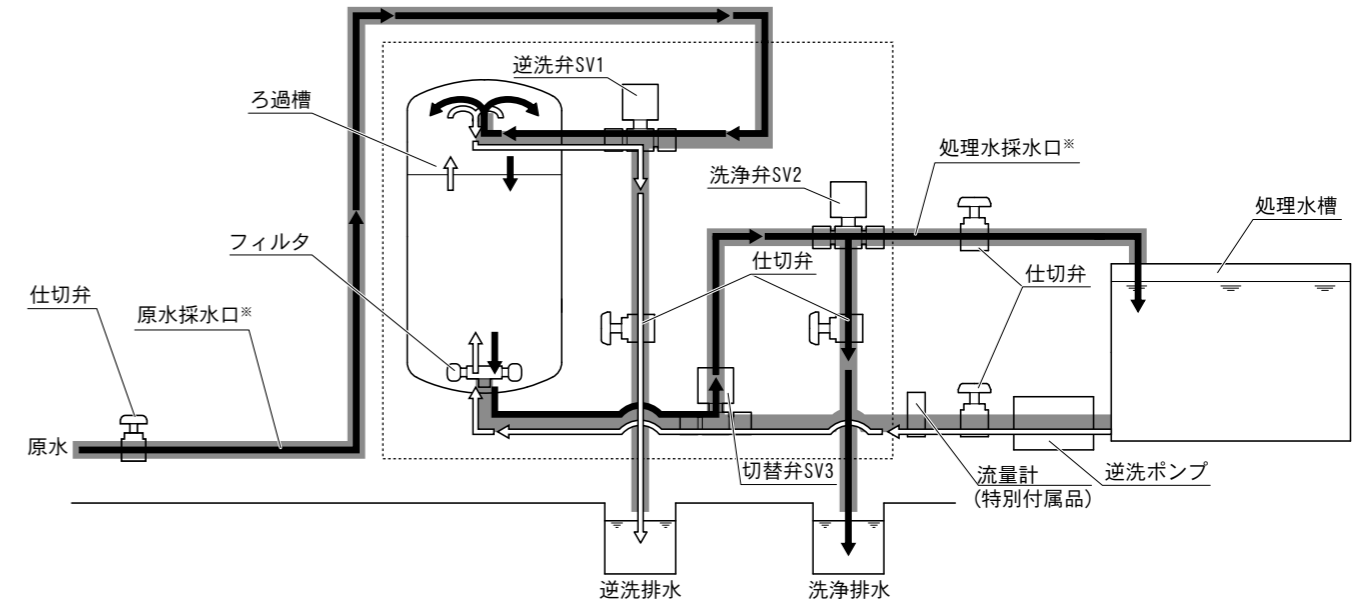 逆洗弁SV1
ろ過槽
処理水採水口※
洗浄弁SV2
処理水槽
フィルタ
仕切弁
仕切弁
仕切弁
原水採水口※
仕切弁
原水
切替弁SV3
流量計
(特別付属品)
逆洗ポンプ
逆洗排水
洗浄排水